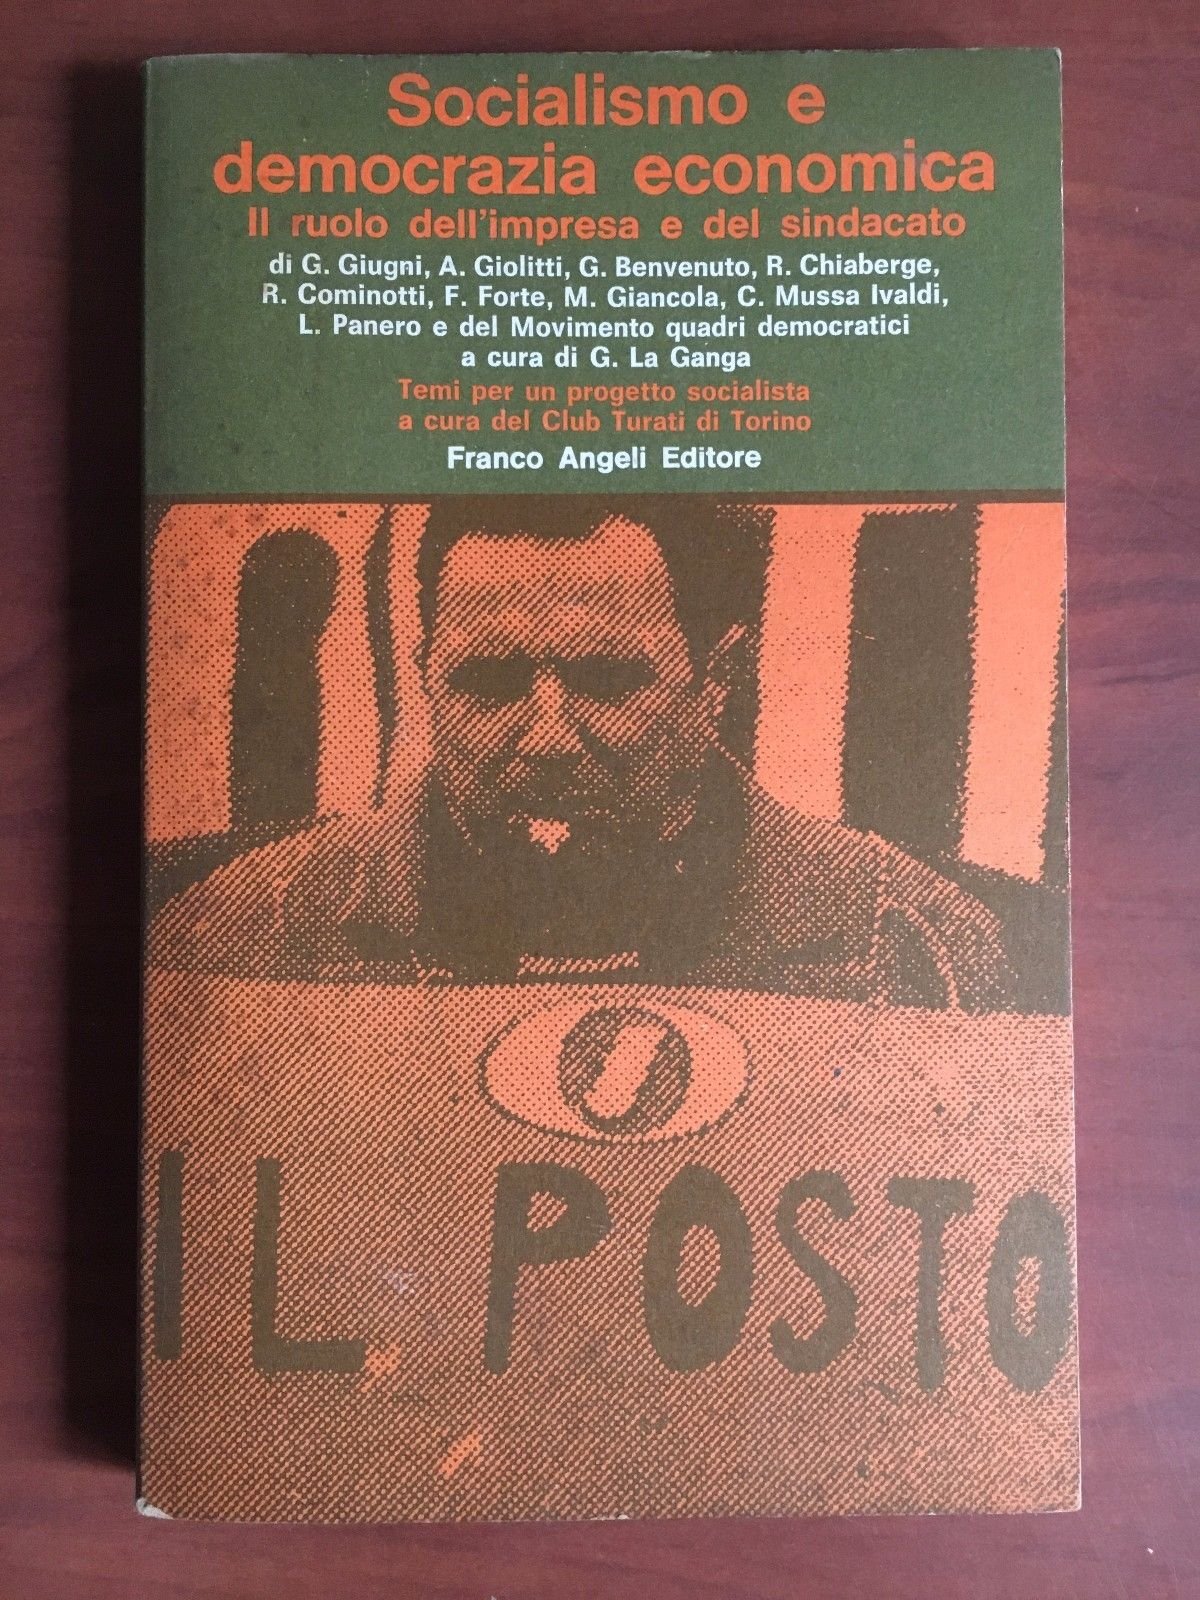 Socialismo e
democrazia economica
Il ruolo dell'impresa e del sindacato
di G. Giugni, A. Giolitti, G. Benvenuto, R. Chiaberge,
R. Cominotti, F. Forte, M. Giancola, C. Mussa Ivaldi,
L. Panero e del Movimento quadri democratici
a cura di G. La Ganga
Temi per un progetto socialista
a cura del Club Turati di Torino
Franco Angeli Editore
IL POSTO